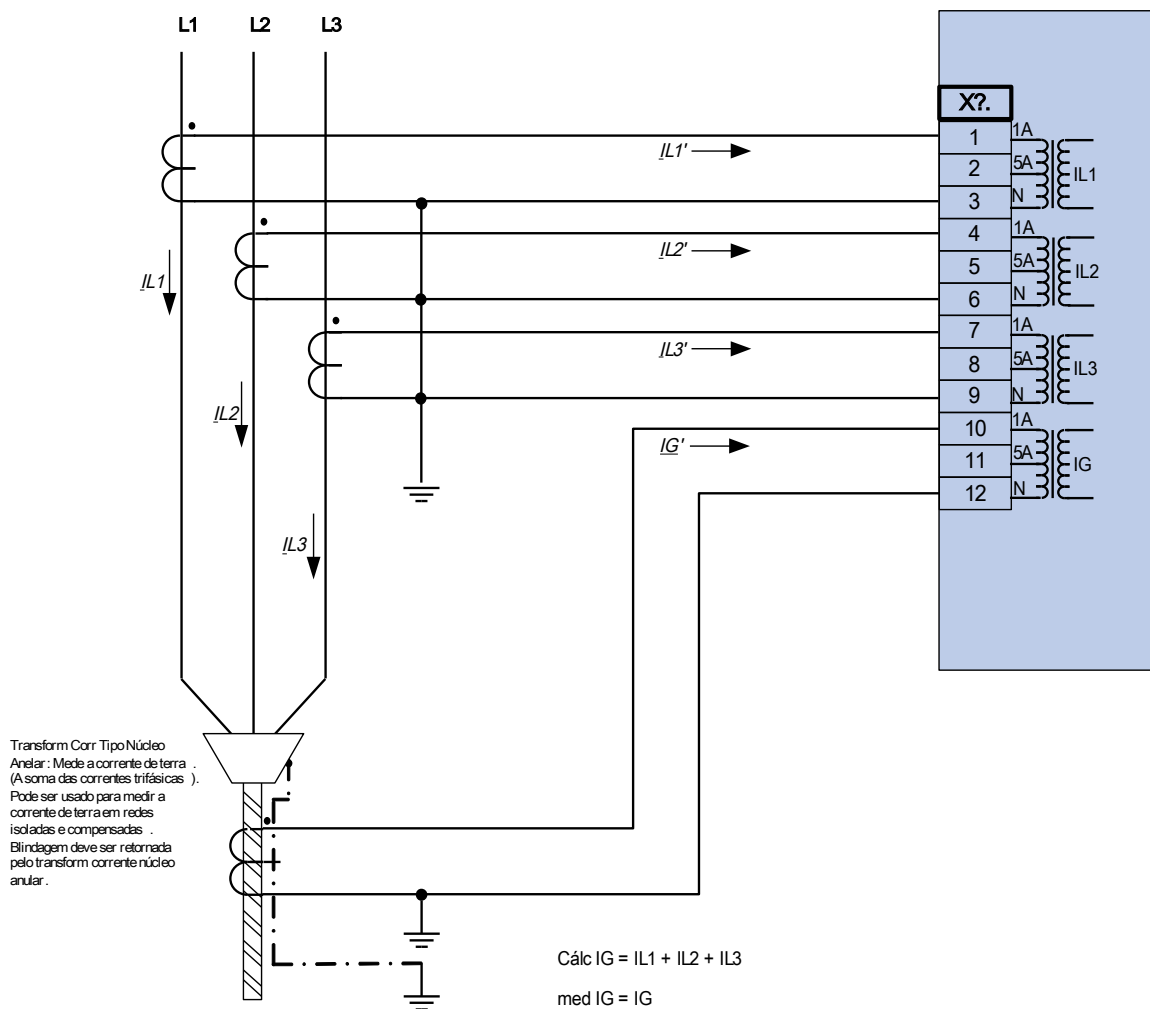 L1 L2 L3
X?.
1 1A
IL1'
2 5A IL1
3 N
4 1A
IL2'
5 5A IL2
6 N
IL1
7 1A
IL3'
8 5A IL3
9 N
IL2
10 1A
IG'
11 5A IG
12 N
IL3
Transform Corr Tipo Núcleo
Anelar : Mede a corrente de terra .
(A soma das correntes trifásicas ).
Pode ser usado para medir a
corrente de terra em redes
isoladas e compensadas .
Blindagem deve ser retornada
pelo transform corrente núcleo
anular .
Cálc IG = IL1 + IL2 + IL3
med IG = IG